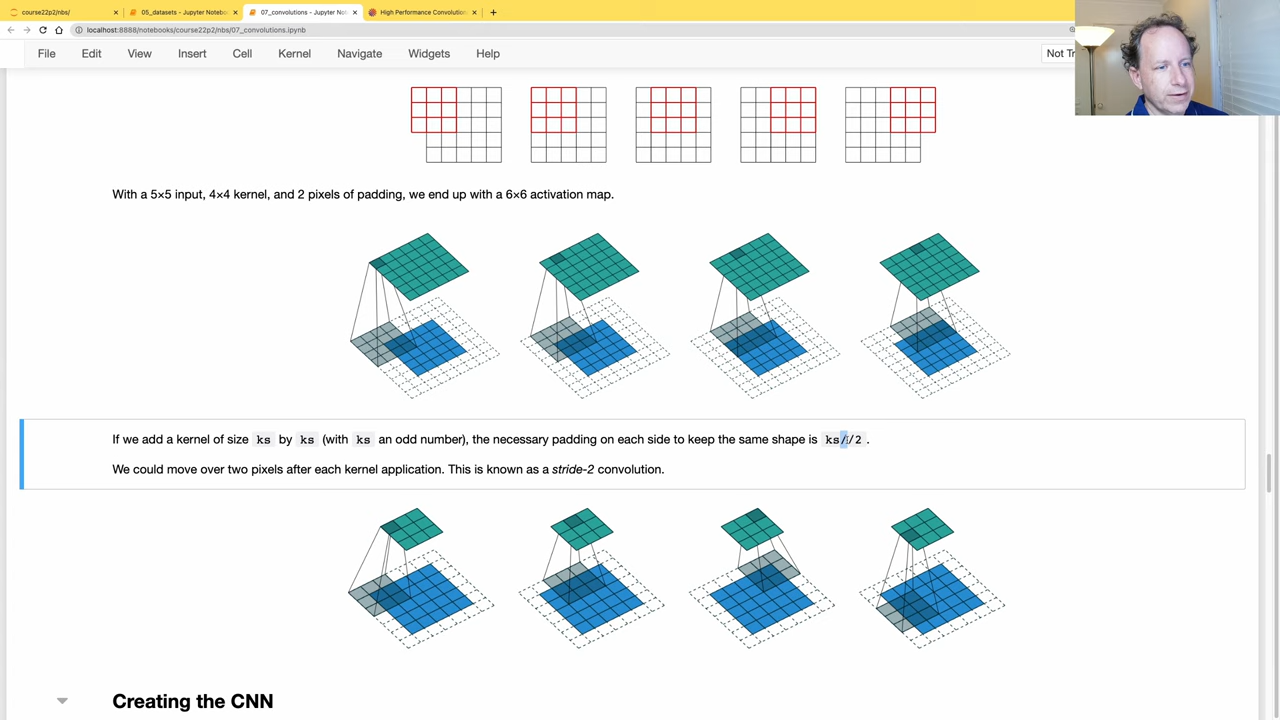 course22p2/nbs/
05_datasets - Jupyter Noteb
07_convolutions - Jupyter Not
High Performance Convolution
localhost:8888/notebooks/course22p2/nbs/07_convolutions.ipynb
File Edit View Insert Cell Kernel Navigate Widgets Help Not Tr
With a 5×5 input, 4×4 kernel, and 2 pixels of padding, we end up with a 6×6 activation map.
If we add a kernel of size ks by ks (with ks an odd number), the necessary padding on each side to keep the same shape is ks//2.
We could move over two pixels after each kernel application. This is known as a stride-2 convolution.
Creating the CNN